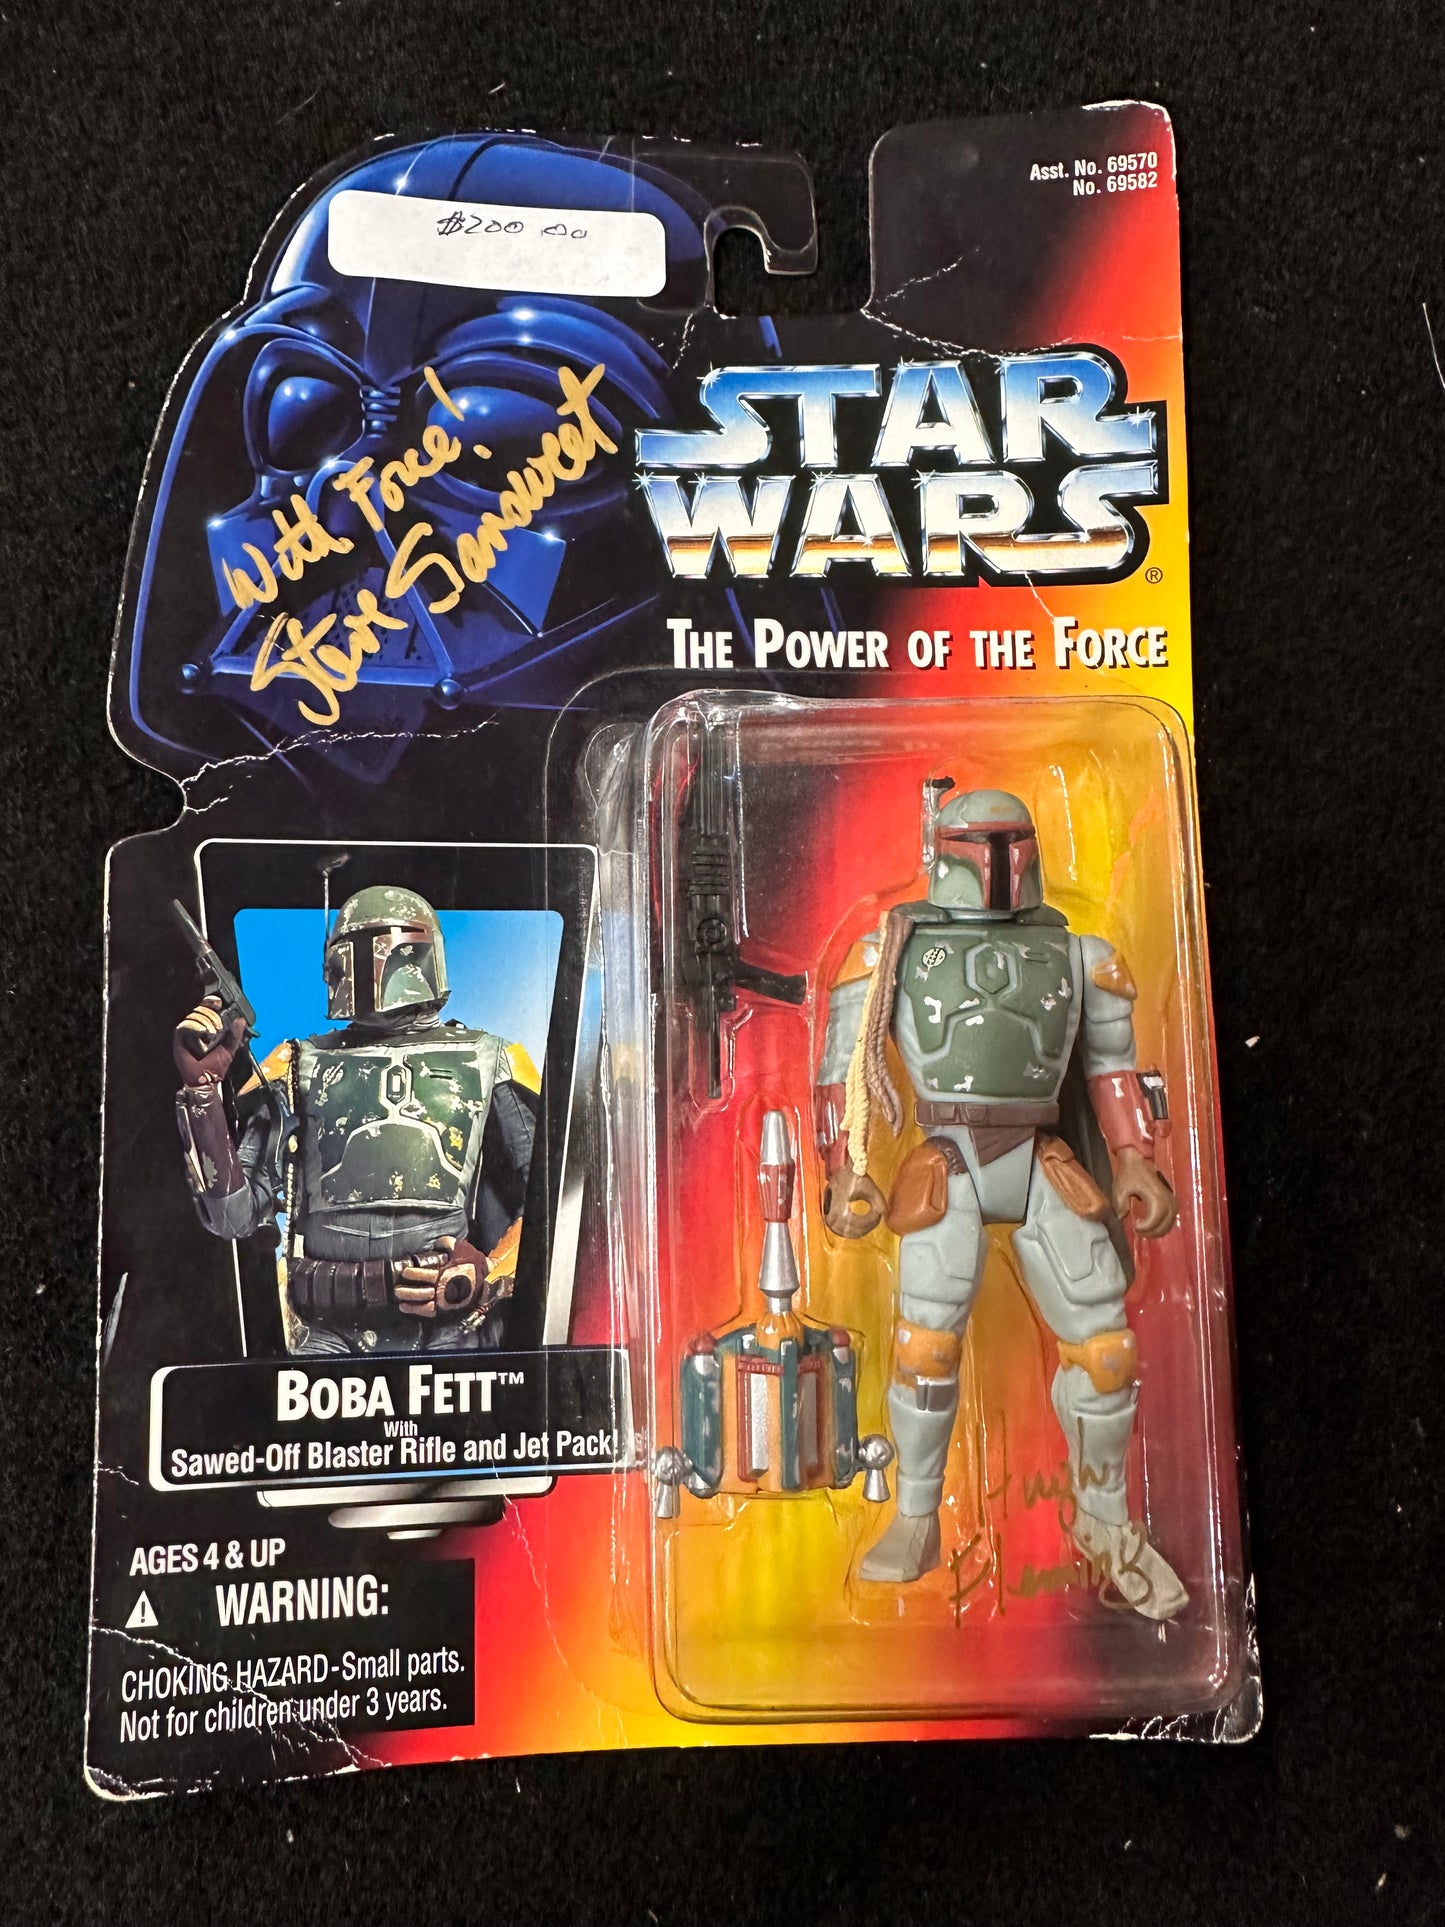 Asst. No. 69570
No. 69582
$200.00
With Force!
Steve Sansweet
STAR
WARS®
THE POWER OF THE FORCE
BOBA FETT™
With
Sawed-Off Blaster Rifle and Jet Pack!
Hugh
Fleming
AGES 4 & UP
WARNING:
CHOKING HAZARD-Small parts.
Not for children under 3 years.